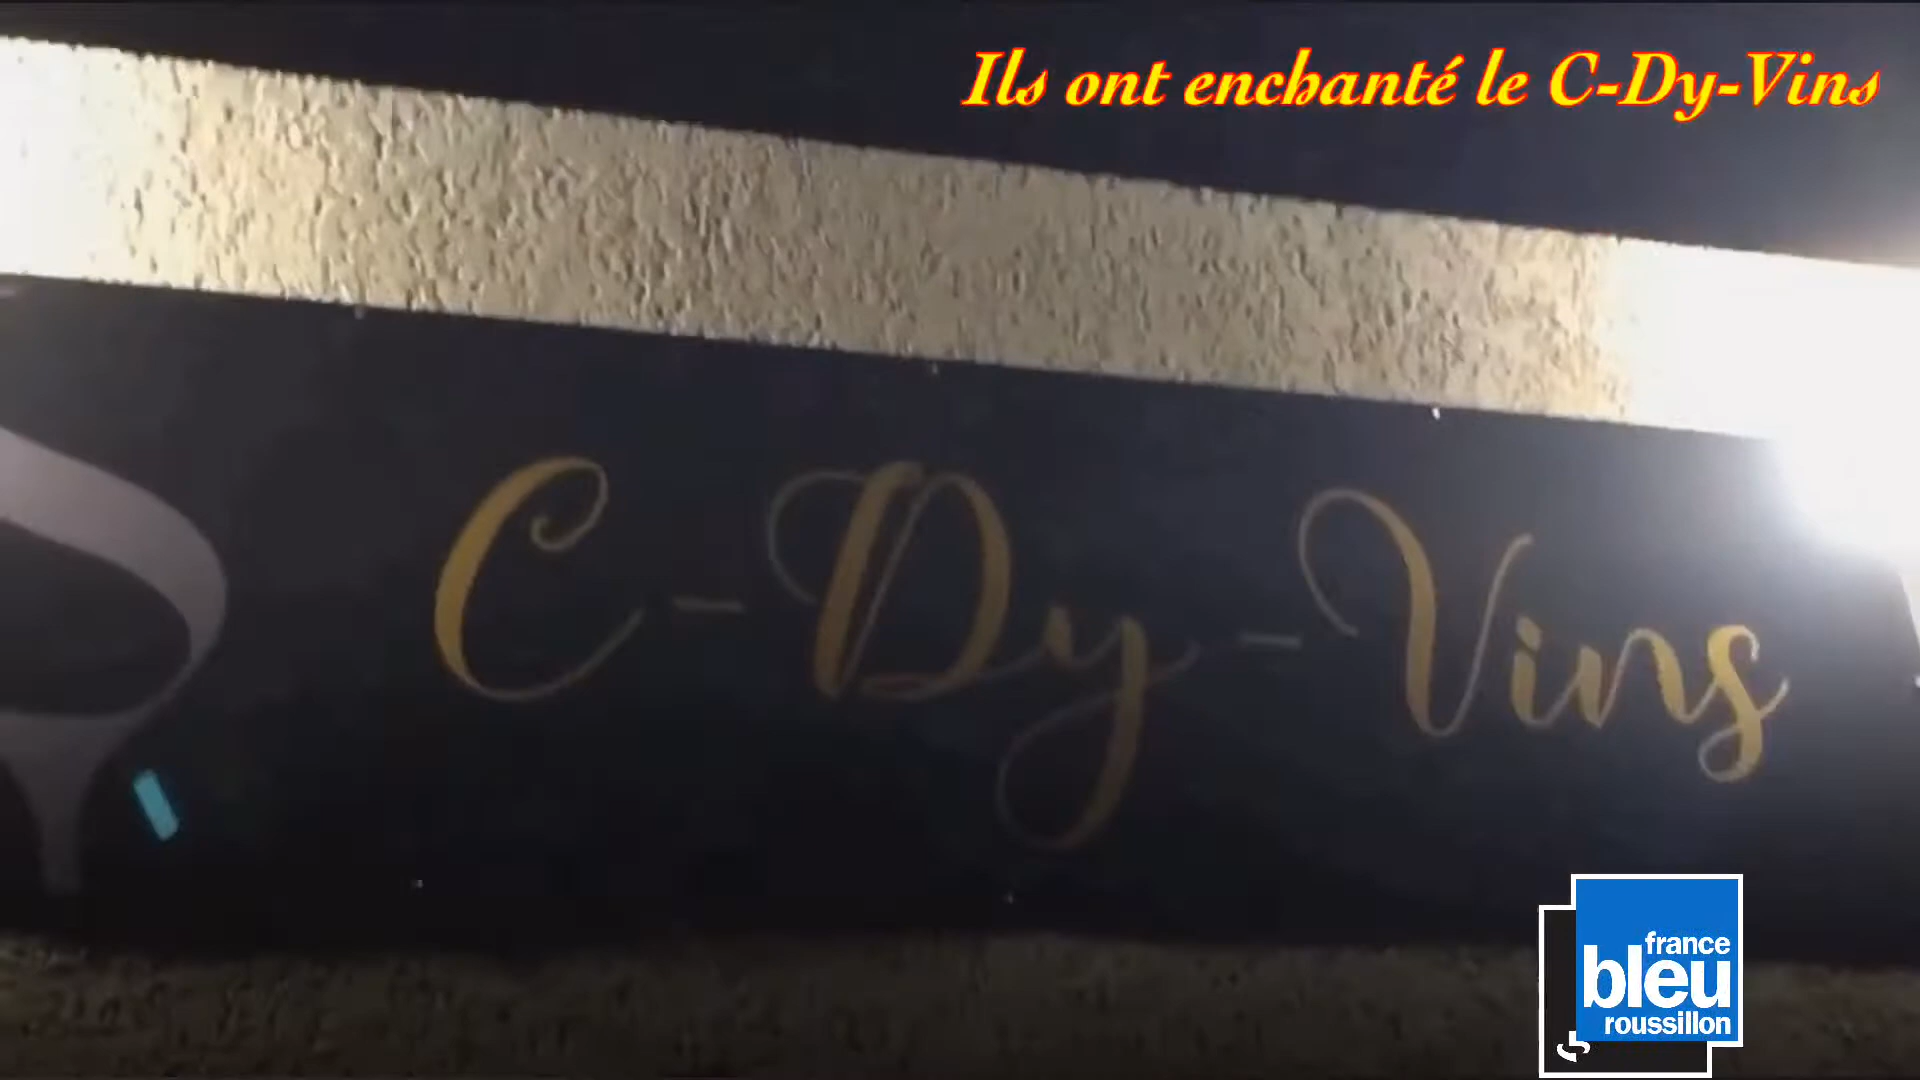 Ils ont enchanté le C-Dy-Vins
C-Dy-Vins
france
bleu
roussillon